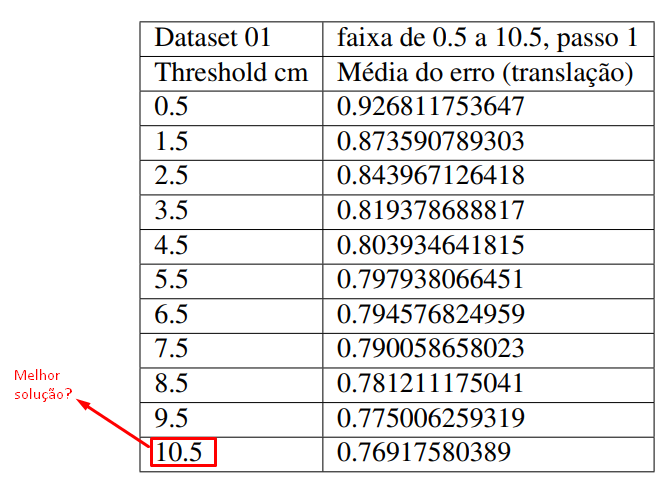 Dataset 01 faixa de 0.5 a 10.5, passo 1
Threshold cm Média do erro (translação)
0.5 0.926811753647
1.5 0.873590789303
2.5 0.843967126418
3.5 0.819378688817
4.5 0.803934641815
5.5 0.797938066451
6.5 0.794576824959
7.5 0.790058658023
8.5 0.781211175041
9.5 0.775006259319
10.5 0.76917580389
Melhor
solução?